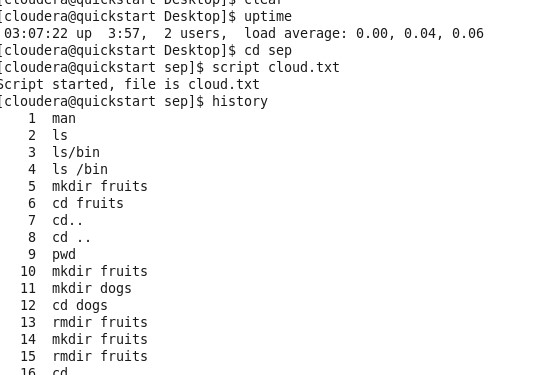 [cloudera@quickstart Desktop]$ clear
[cloudera@quickstart Desktop]$ uptime
03:07:22 up  3:57,  2 users,  load average: 0.00, 0.04, 0.06
[cloudera@quickstart Desktop]$ cd sep
[cloudera@quickstart sep]$ script cloud.txt
Script started, file is cloud.txt
[cloudera@quickstart sep]$ history
1  man
2  ls
3  ls/bin
4  ls /bin
5  mkdir fruits
6  cd fruits
7  cd..
8  cd ..
9  pwd
10  mkdir fruits
11  mkdir dogs
12  cd dogs
13  rmdir fruits
14  mkdir fruits
15  rmdir fruits
16  cd